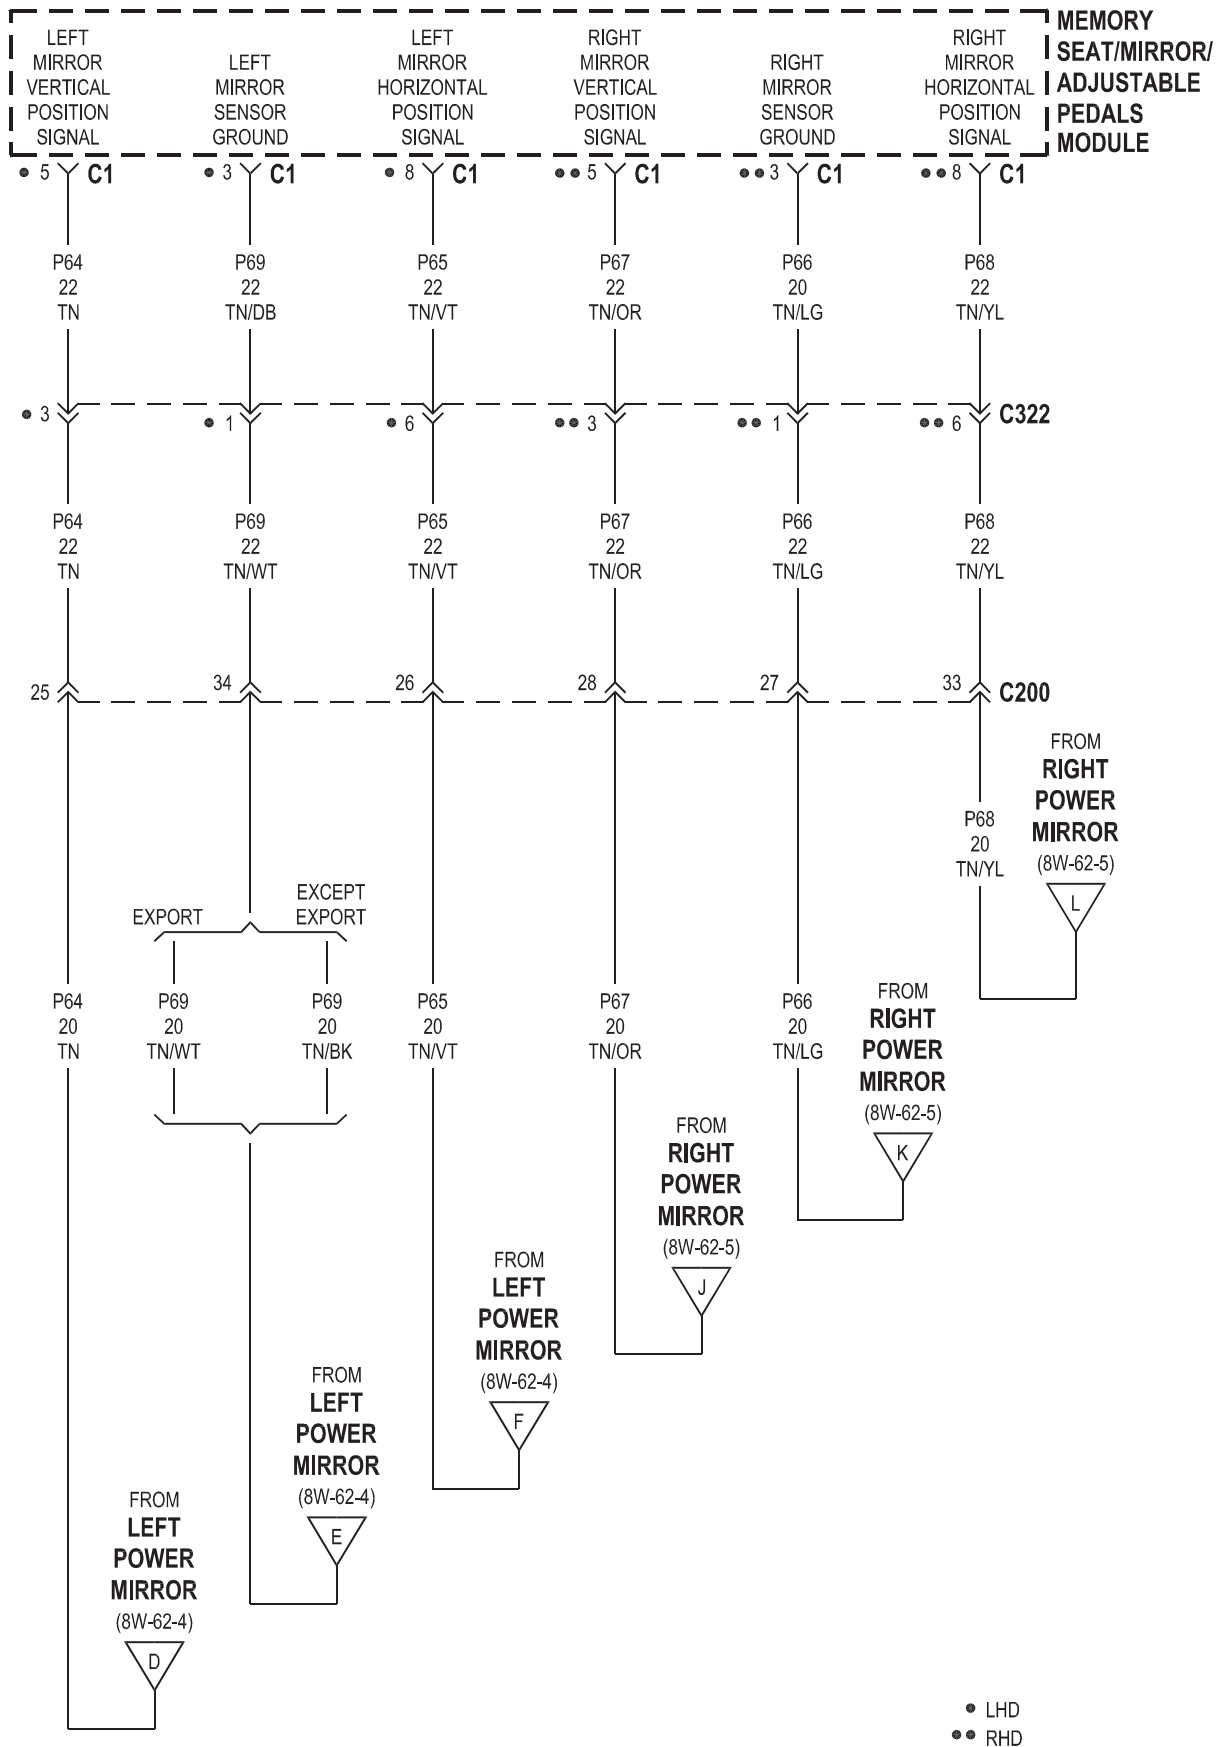 LEFT
MIRROR
VERTICAL
POSITION
SIGNAL
LEFT
MIRROR
SENSOR
GROUND
LEFT
MIRROR
HORIZONTAL
POSITION
SIGNAL
RIGHT
MIRROR
VERTICAL
POSITION
SIGNAL
RIGHT
MIRROR
SENSOR
GROUND
RIGHT
MIRROR
HORIZONTAL
POSITION
SIGNAL
MEMORY
SEAT/MIRROR/
ADJUSTABLE
PEDALS
MODULE
• 5 C1
• 3 C1
• 8 C1
•• 5 C1
•• 3 C1
•• 8 C1
P64
22
TN
P69
22
TN/DB
P65
22
TN/VT
P67
22
TN/OR
P66
20
TN/LG
P68
22
TN/YL
• 3
• 1
• 6
•• 3
•• 1
•• 6
C322
P64
22
TN
P69
22
TN/WT
P65
22
TN/VT
P67
22
TN/OR
P66
22
TN/LG
P68
22
TN/YL
25
34
26
28
27
33
C200
FROM
RIGHT
POWER
MIRROR
(8W-62-5)
L
P68
20
TN/YL
EXPORT
EXCEPT
EXPORT
P64
20
TN
P69
20
TN/WT
P69
20
TN/BK
P65
20
TN/VT
P67
20
TN/OR
P66
20
TN/LG
FROM
RIGHT
POWER
MIRROR
(8W-62-5)
K
FROM
RIGHT
POWER
MIRROR
(8W-62-5)
J
FROM
LEFT
POWER
MIRROR
(8W-62-4)
F
FROM
LEFT
POWER
MIRROR
(8W-62-4)
E
FROM
LEFT
POWER
MIRROR
(8W-62-4)
D
• LHD
•• RHD